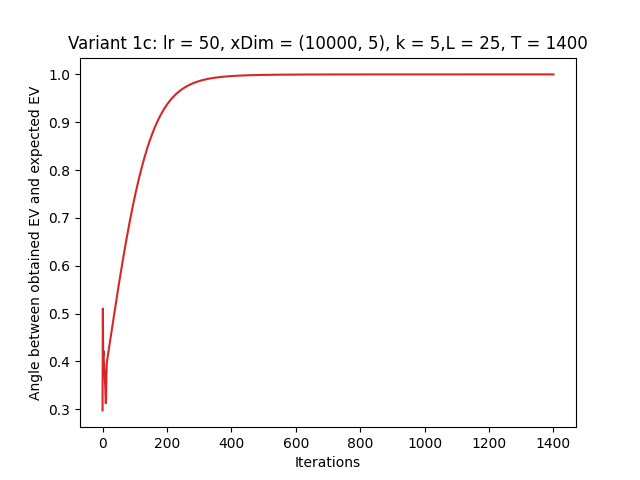 Variant 1c: lr = 50, xDim = (10000, 5), k = 5,L = 25, T = 1400
Angle between obtained EV and expected EV
1.0
0.9
0.8
0.7
0.6
0.5
0.4
0.3
0 200 400 600 800 1000 1200 1400
Iterations